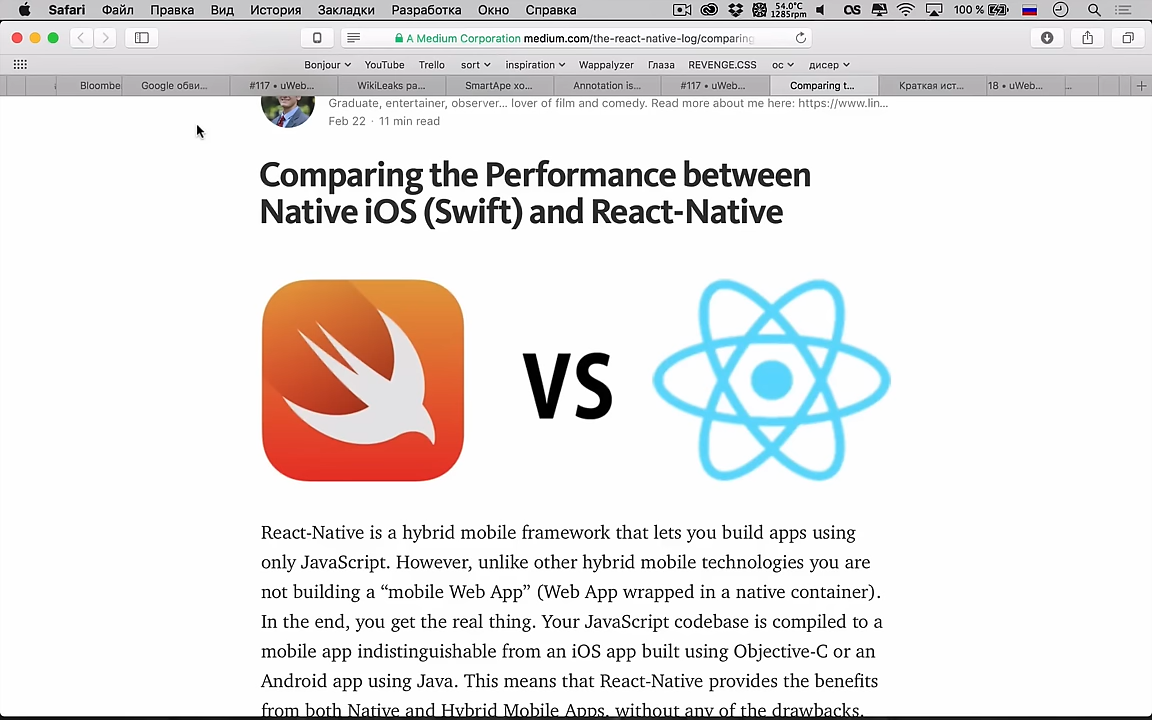 Safari Файл Правка Вид История Закладки Разработка Окно Справка 54.0°C 1285rpm 100 %
A Medium Corporation medium.com/the-react-native-log/comparing
Bonjour YouTube Trello sort inspiration Wappalyzer Глаза REVENGE.CSS ос дисер
Bloombe Google обви... #117 • uWeb... WikiLeaks pa... SmartApe хо... Annotation is... #117 • uWeb... Comparing t... Краткая ист... 18 • uWeb...
Graduate, entertainer, observer... lover of film and comedy. Read more about me here: https://www.lin...
Feb 22 · 11 min read
Comparing the Performance between
Native iOS (Swift) and React-Native
VS
React-Native is a hybrid mobile framework that lets you build apps using
only JavaScript. However, unlike other hybrid mobile technologies you are
not building a “mobile Web App” (Web App wrapped in a native container).
In the end, you get the real thing. Your JavaScript codebase is compiled to a
mobile app indistinguishable from an iOS app built using Objective-C or an
Android app using Java. This means that React-Native provides the benefits
from both Native and Hybrid Mobile Apps, without any of the drawbacks.